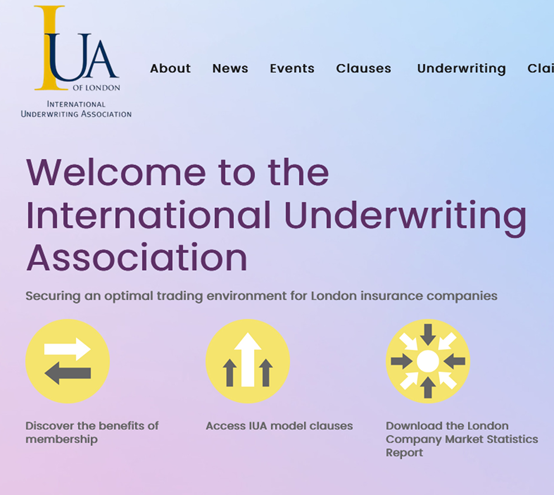 IUA
OF LONDON
INTERNATIONAL
UNDERWRITING ASSOCIATION
About News Events Clauses Underwriting Clai
Welcome to the
International Underwriting
Association
Securing an optimal trading environment for London insurance companies
Discover the benefits of
membership
Access IUA model clauses
Download the London
Company Market Statistics
Report